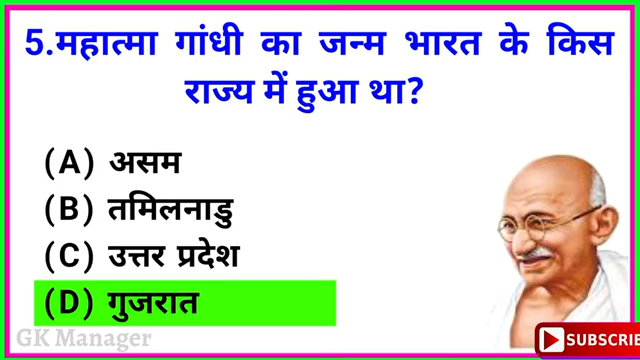 5.महात्मा गांधी का जन्म भारत के किस
राज्य में हुआ था?
(A) असम
(B) तमिलनाडु
(C) उत्तर प्रदेश
(D) गुजरात
GK Manager
SUBSCRIBE